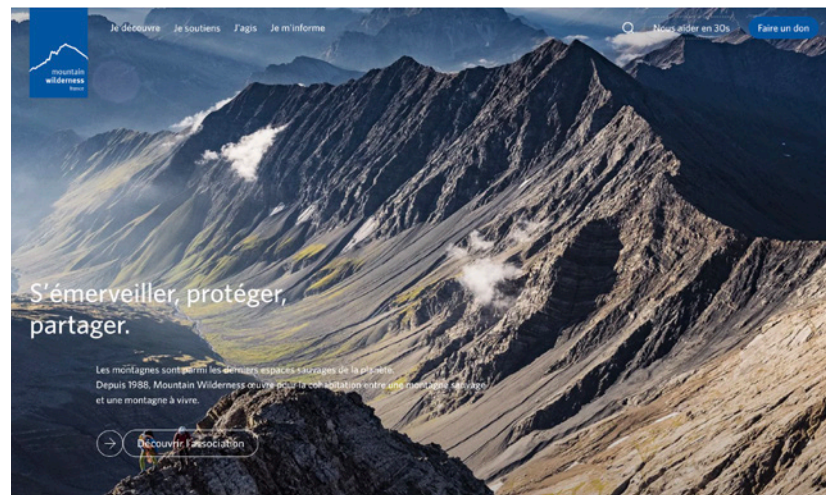 Je découvre Je soutiens J'agis Je m'informe
Nous aider en 30s Faire un don
mountain
wilderness
france
S'émerveiller, protéger,
partager.
Les montagnes sont parmi les derniers espaces sauvages de la planète.
Depuis 1988, Mountain Wilderness œuvre pour la cohabitation entre une montagne sauvage
et une montagne à vivre.
Découvrir l'association